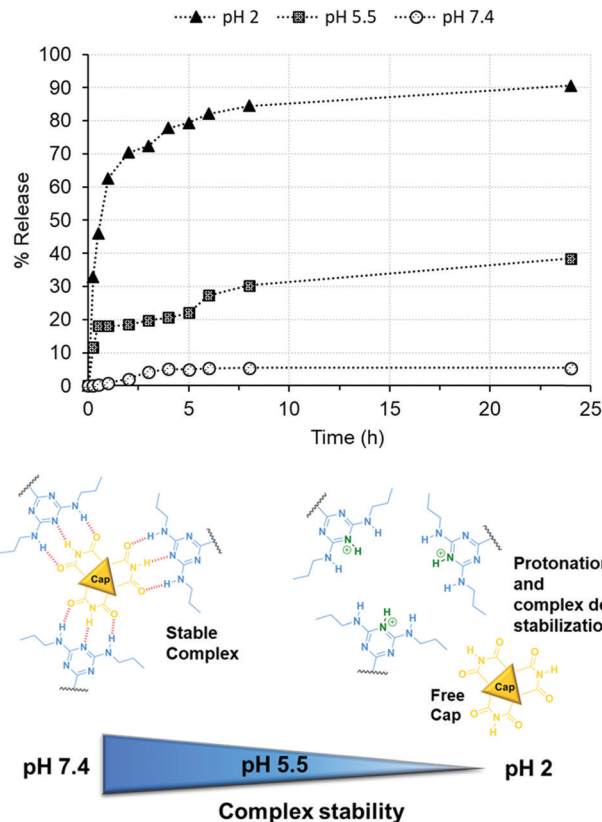 pH 2 pH 5.5 pH 7.4
100
90
80
70
60
50
40
30
20
10
0
% Release
0 5 10 15 20 25
Time (h)
N N N H N H
N N N H N H
O O N H O O N H O O N H
Cap
Stable
Complex
N N N H N H
N N N H N H ⊕
N N N H N H ⊕
N N N H N H ⊕
Protonation
and
complex de
stabilization
Free
Cap
Cap
O O N H O O N H O O N H
pH 7.4 pH 5.5 pH 2
Complex stability